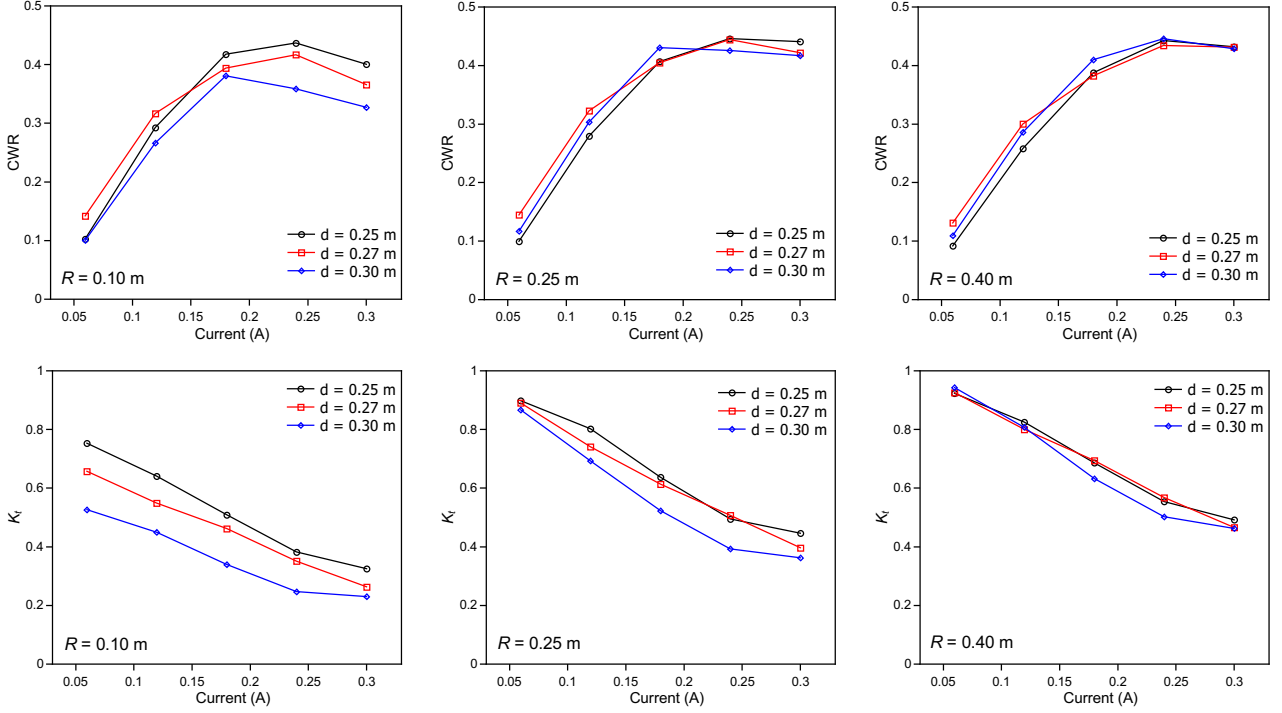 0.5
0.4
0.3
0.2
0.1
0
CWR
d = 0.25 m
d = 0.27 m
d = 0.30 m
R = 0.10 m
0.05 0.1 0.15 0.2 0.25 0.3
Current (A)
0.5
0.4
0.3
0.2
0.1
0
CWR
d = 0.25 m
d = 0.27 m
d = 0.30 m
R = 0.25 m
0.05 0.1 0.15 0.2 0.25 0.3
Current (A)
0.5
0.4
0.3
0.2
0.1
0
CWR
d = 0.25 m
d = 0.27 m
d = 0.30 m
R = 0.40 m
0.05 0.1 0.15 0.2 0.25 0.3
Current (A)
1
0.8
0.6
0.4
0.2
0
Kt
d = 0.25 m
d = 0.27 m
d = 0.30 m
R = 0.10 m
0.05 0.1 0.15 0.2 0.25 0.3
Current (A)
1
0.8
0.6
0.4
0.2
0
Kt
d = 0.25 m
d = 0.27 m
d = 0.30 m
R = 0.25 m
0.05 0.1 0.15 0.2 0.25 0.3
Current (A)
1
0.8
0.6
0.4
0.2
0
Kt
d = 0.25 m
d = 0.27 m
d = 0.30 m
R = 0.40 m
0.05 0.1 0.15 0.2 0.25 0.3
Current (A)